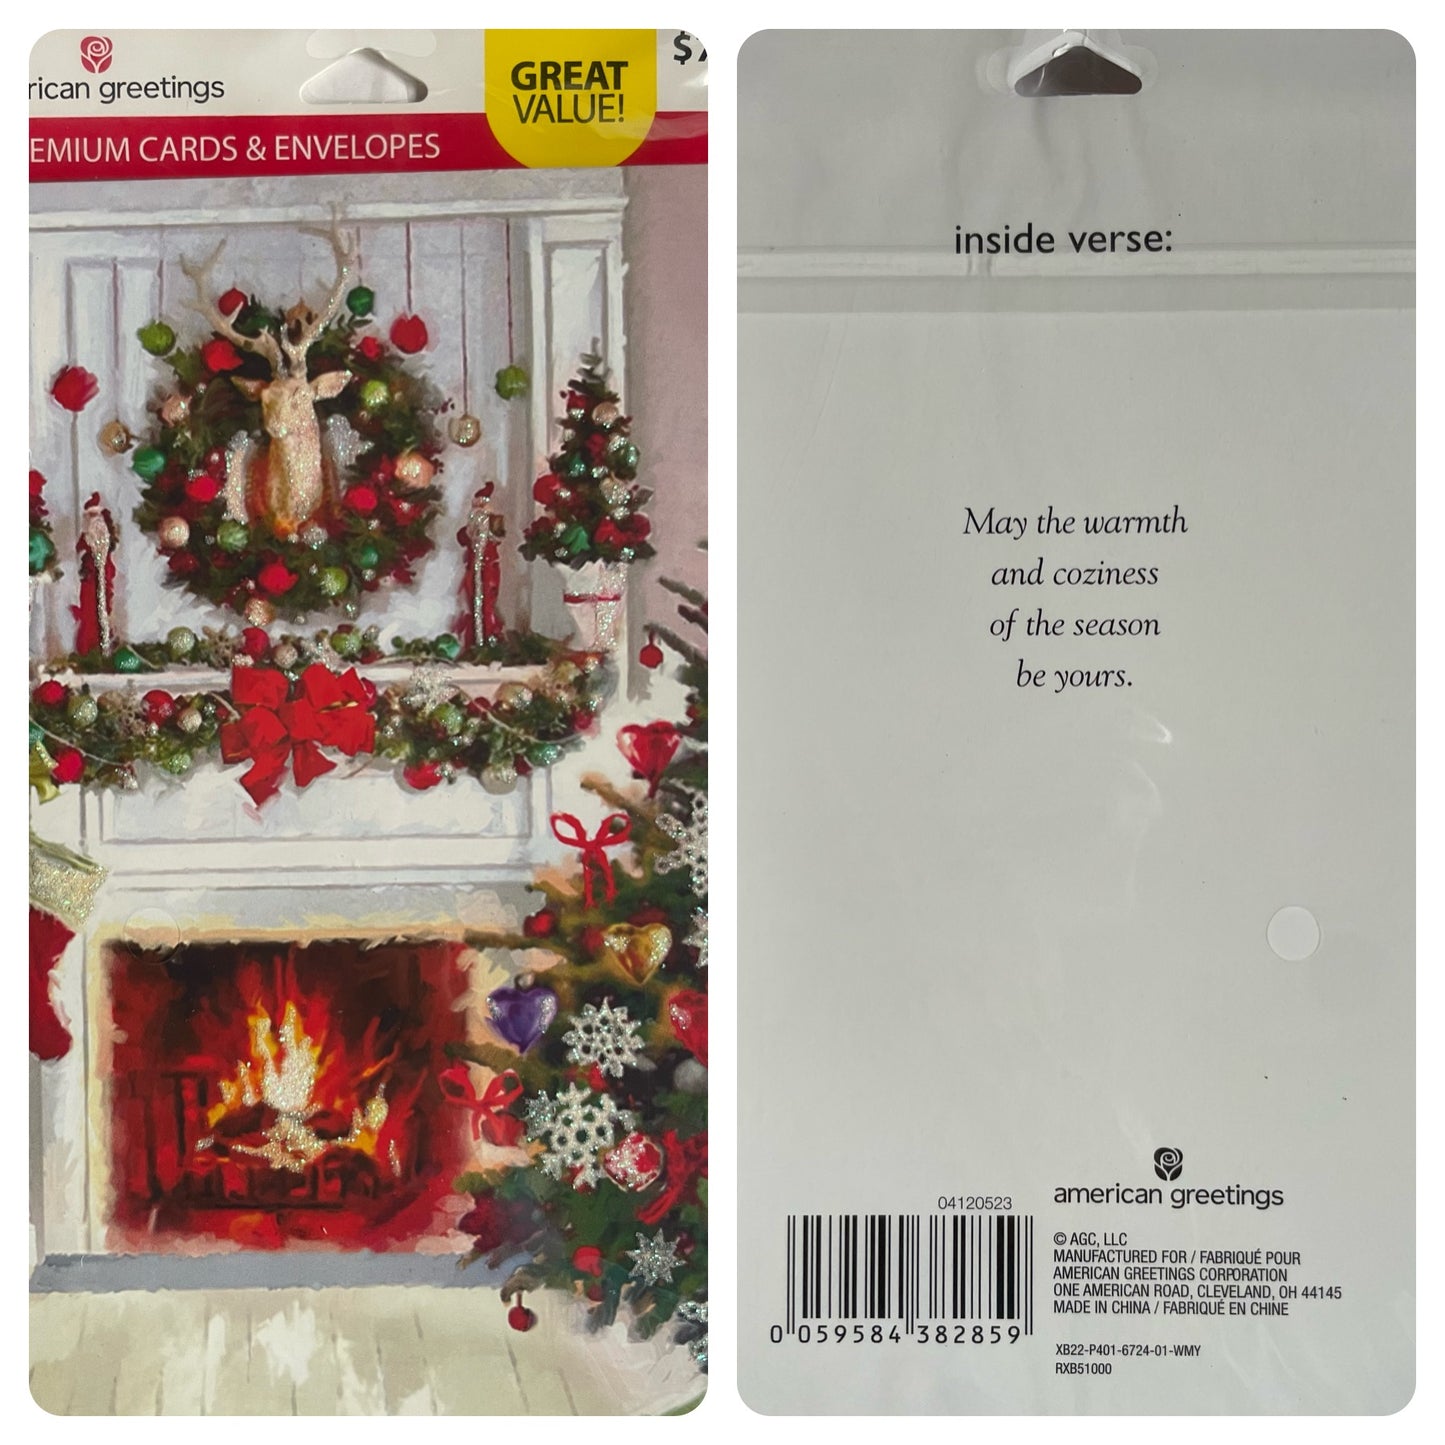 american greetings
GREAT
VALUE!
CARDS & ENVELOPES
inside verse:
May the warmth
and coziness
of the season
be yours.
american greetings
04120523
0 059584 382859
© AGC, LLC
MANUFACTURED FOR / FABRIQUÉ POUR
AMERICAN GREETINGS CORPORATION
ONE AMERICAN ROAD, CLEVELAND, OH 44145
MADE IN CHINA / FABRIQUÉ EN CHINE
XB22-P401-6724-01-WMY
RXB51000